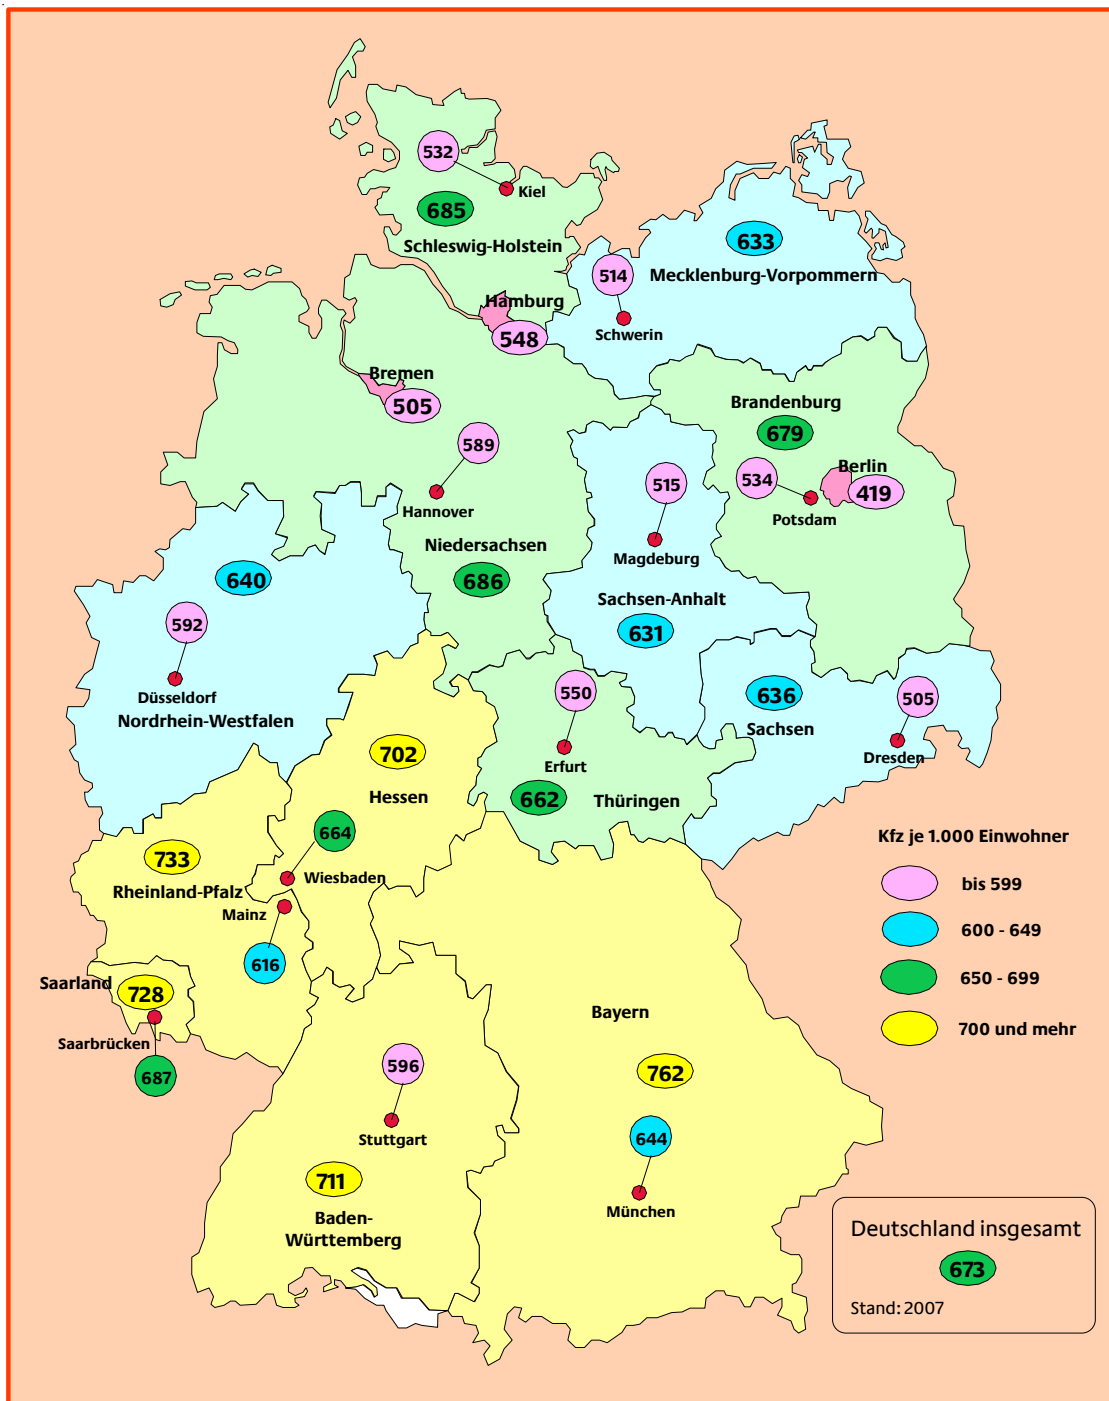 532
Kiel
685
Schleswig-Holstein
633
Mecklenburg-Vorpommern
514
Schwerin
Hamburg
548
Bremen
505
589
Hannover
Niedersachsen
686
Brandenburg
679
Berlin
534
419
Potsdam
515
Magdeburg
Sachsen-Anhalt
631
640
592
Düsseldorf
Nordrhein-Westfalen
550
Erfurt
662
Thüringen
636
Sachsen
505
Dresden
702
Hessen
664
Wiesbaden
733
Rheinland-Pfalz
Mainz
616
Saarland
728
Saarbrücken
687
596
Stuttgart
711
Baden-
Württemberg
Bayern
762
644
München
Kfz je 1.000 Einwohner
bis 599
600 - 649
650 - 699
700 und mehr
Deutschland insgesamt
673
Stand: 2007